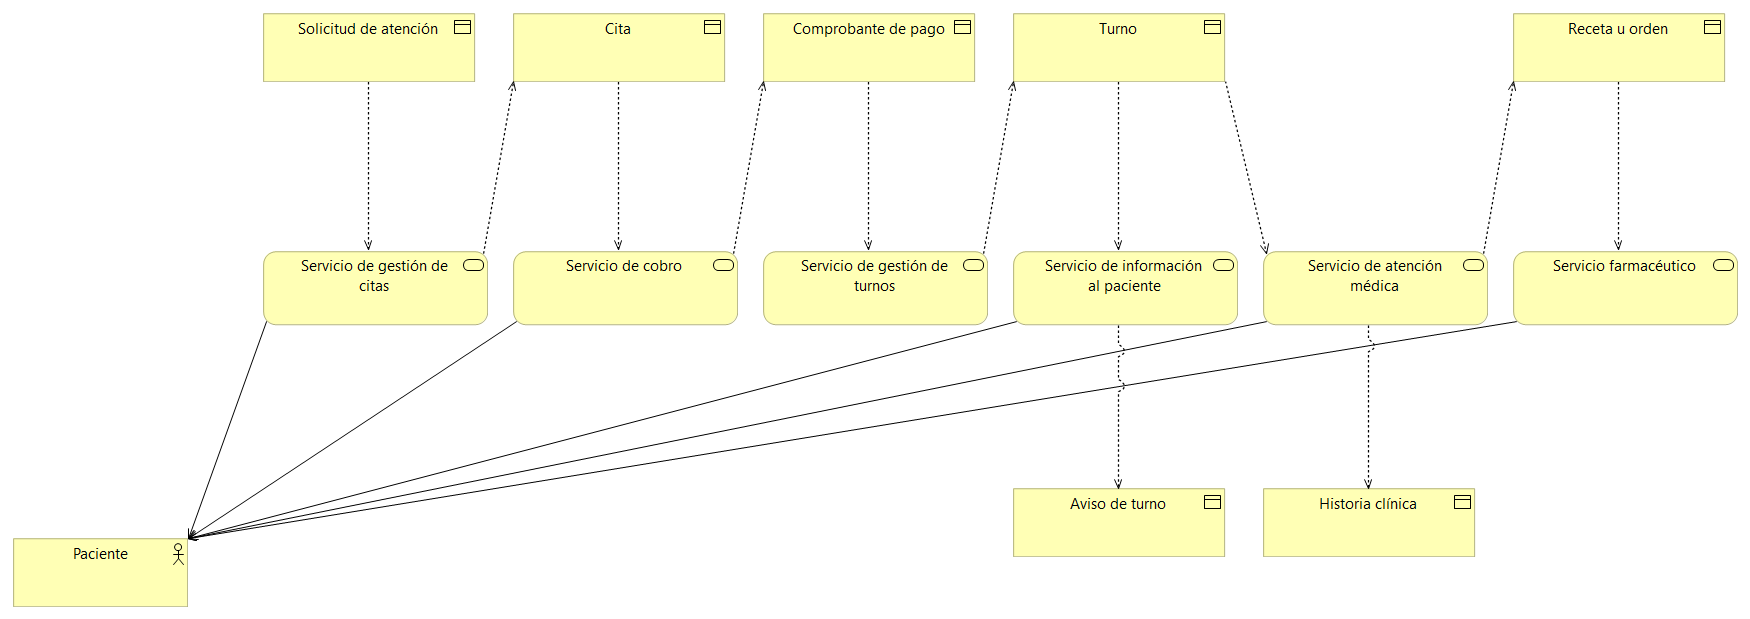 Solicitud de atención
Cita
Comprobante de pago
Turno
Receta u orden
Servicio de gestión de
citas
Servicio de cobro
Servicio de gestión de
turnos
Servicio de información
al paciente
Servicio de atención
médica
Servicio farmacéutico
Aviso de turno
Historia clínica
Paciente